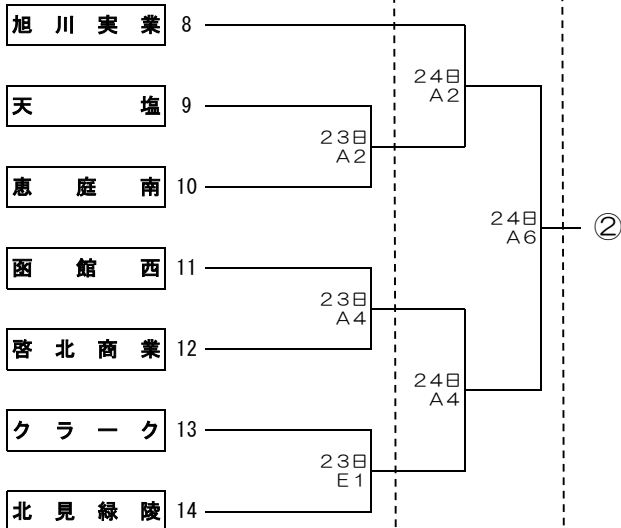 旭川実業 8
24日
A2
天塩 9
23日
A2
恵庭南 10
24日
A6
②
函館西 11
23日
A4
啓北商業 12
24日
A4
クラーク 13
23日
E1
北見緑陵 14